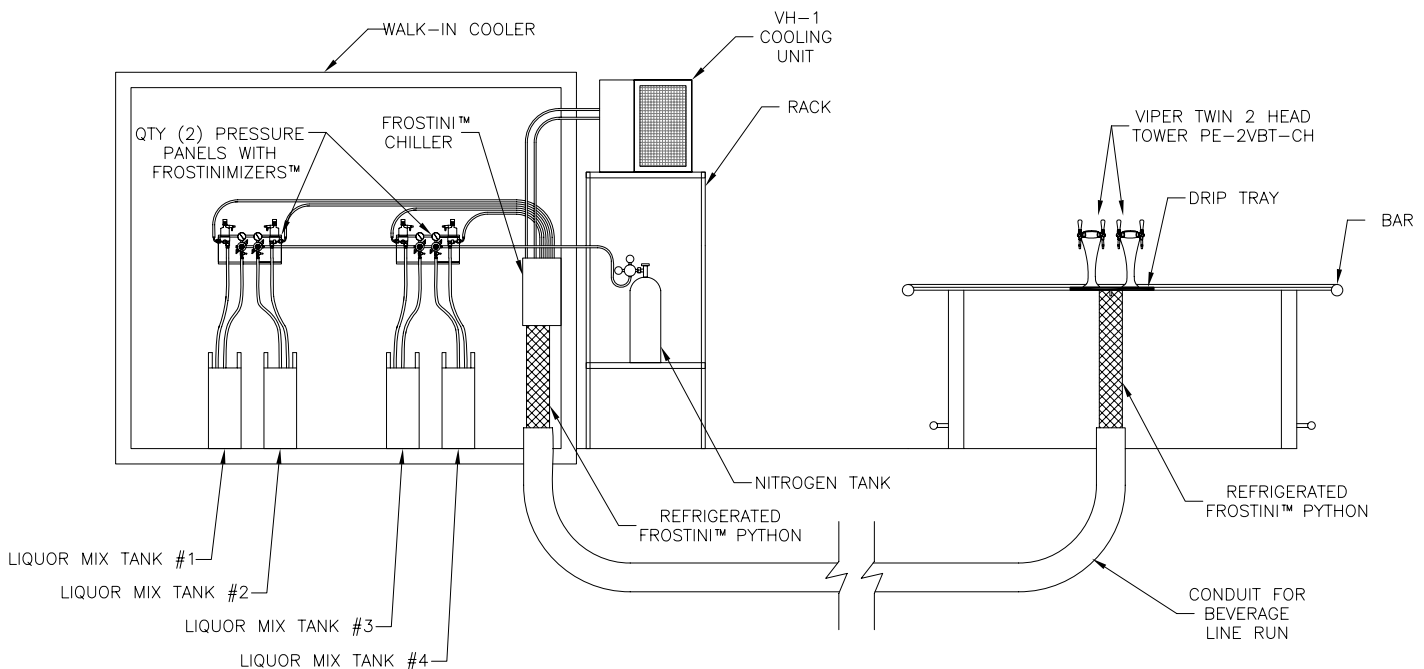 WALK-IN COOLER
VH-1
COOLING
UNIT
RACK
QTY (2) PRESSURE
PANELS WITH
FROSTINIMIZERS™
FROSTINI™
CHILLER
VIPER TWIN 2 HEAD
TOWER PE-2VBT-CH
DRIP TRAY
BAR
NITROGEN TANK
REFRIGERATED
FROSTINI™ PYTHON
REFRIGERATED
FROSTINI™ PYTHON
LIQUOR MIX TANK #1
LIQUOR MIX TANK #2
LIQUOR MIX TANK #3
LIQUOR MIX TANK #4
CONDUIT FOR
BEVERAGE
LINE RUN